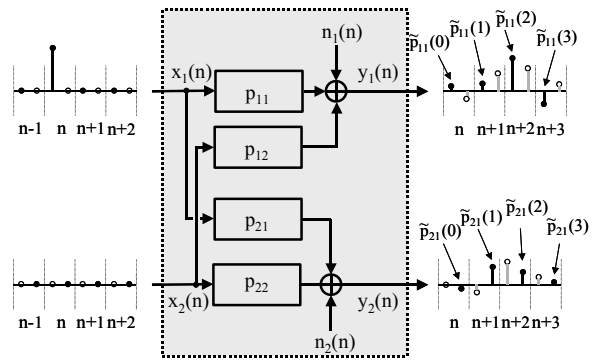 n₁(n)
p̃₁₁(0) p̃₁₁(1) p̃₁₁(2) p̃₁₁(3)
x₁(n) p₁₁ y₁(n)
n-1 n n+1 n+2
n n+1 n+2 n+3
p₁₂
p₂₁
p̃₂₁(0) p̃₂₁(1) p̃₂₁(2) p̃₂₁(3)
x₂(n) p₂₂ y₂(n)
n-1 n n+1 n+2
n n+1 n+2 n+3
n₂(n)